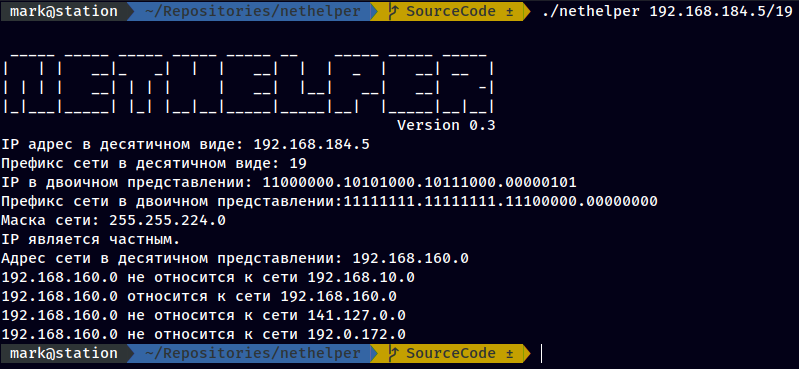 mark@station ~/Repositories/nethelper SourceCode ± ./nethelper 192.168.184.5/19
NETHELPER
Version 0.3
IP адрес в десятичном виде: 192.168.184.5
Префикс сети в десятичном виде: 19
IP в двоичном представлении: 11000000.10101000.10111000.00000101
Префикс сети в двоичном представлении:11111111.11111111.11100000.00000000
Маска сети: 255.255.224.0
IP является частным.
Адрес сети в десятичном представлении: 192.168.160.0
192.168.160.0 не относится к сети 192.168.10.0
192.168.160.0 относится к сети 192.168.160.0
192.168.160.0 не относится к сети 141.127.0.0
192.168.160.0 не относится к сети 192.0.172.0
mark@station ~/Repositories/nethelper SourceCode ±